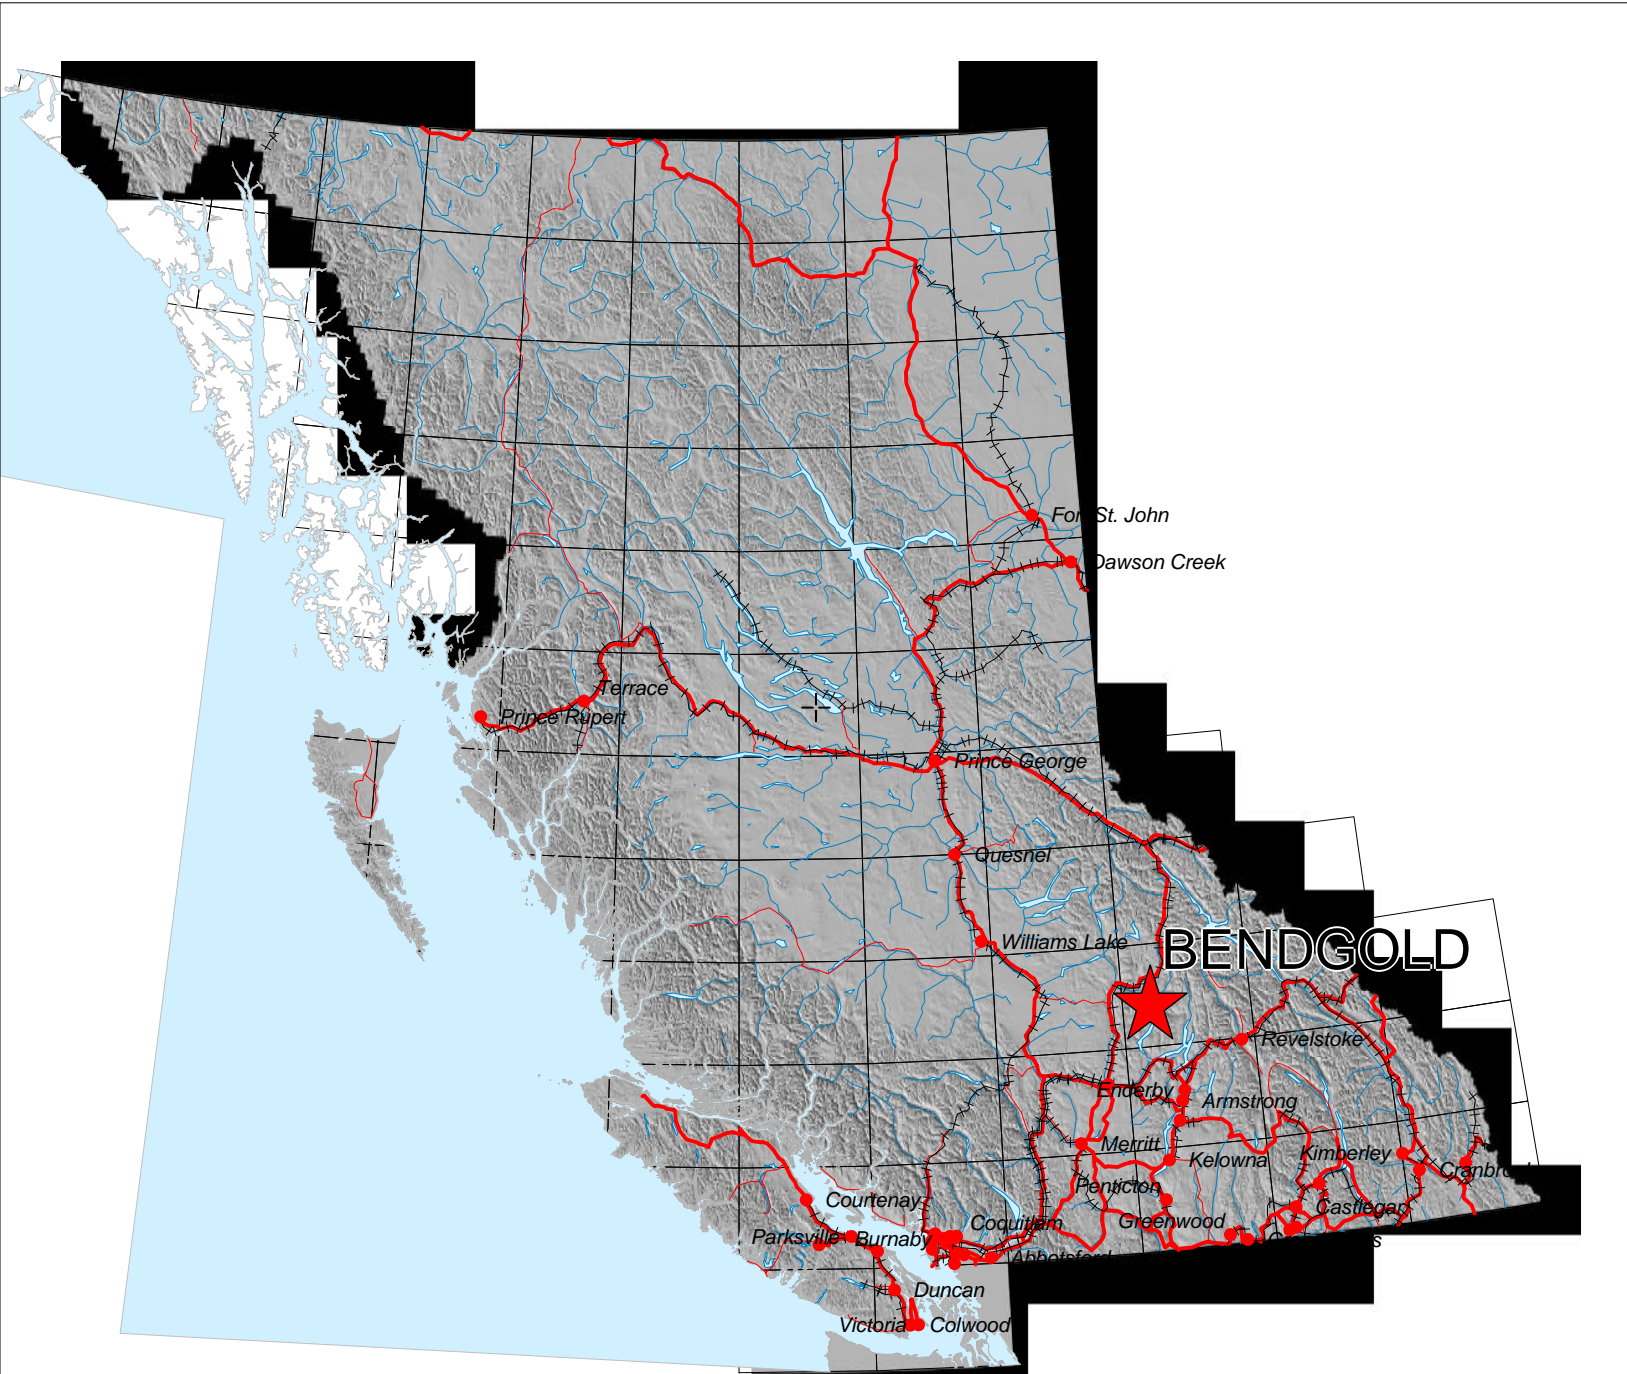 Fort St. John
Dawson Creek
Terrace
Prince Rupert
Prince George
Quesnel
Williams Lake
BENDGOLD
Revelstoke
Enderby
Armstrong
Merritt
Kimberley
Kelowna
Cranbrook
Penticton
Courtenay
Castlegar
Coquitlam
Greenwood
Parksville
Burnaby
Abbotsford
Duncan
Victoria
Colwood